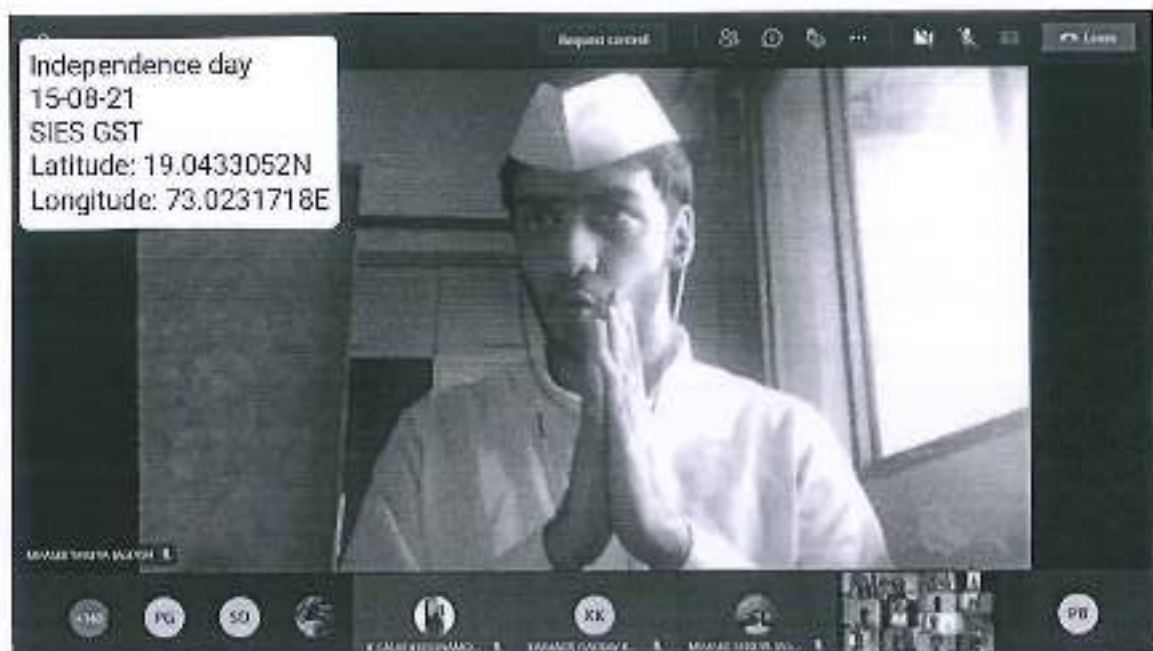 Request control
Leave
Independence day
15-08-21
SIES GST
Latitude: 19.0433052N
Longitude: 73.0231718E
PG
SD
KK
PB